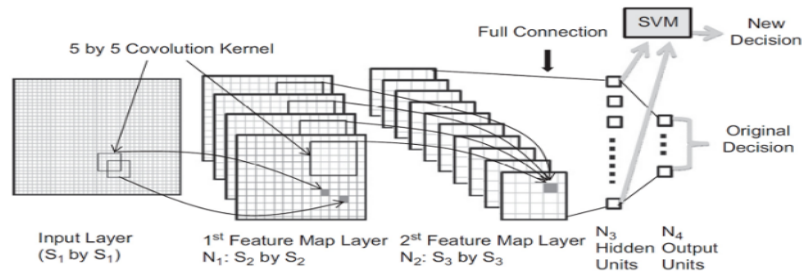 5 by 5 Covolution Kernel
Full Connection
SVM
New
Decision
Original
Decision
Input Layer
(S₁ by S₁)
1ˢᵗ Feature Map Layer
N₁: S₂ by S₂
2ˢᵗ Feature Map Layer
N₂: S₃ by S₃
N₃
Hidden
Units
N₄
Output
Units